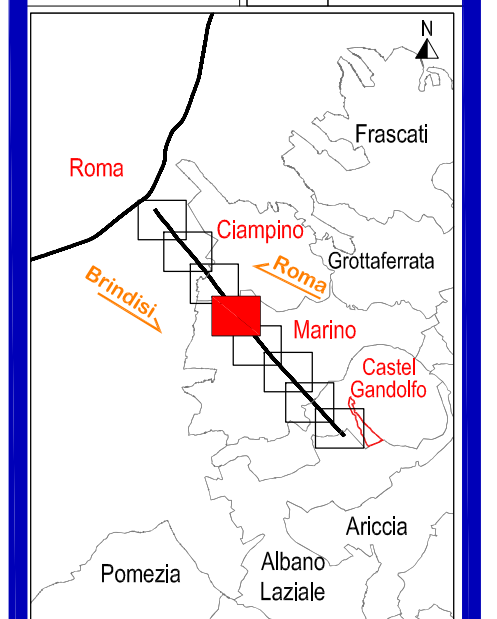 N
Frascati
Roma
Ciampino
Grottaferrata
Roma
Brindisi
Marino
Castel
Gandolfo
Ariccia
Albano
Laziale
Pomezia